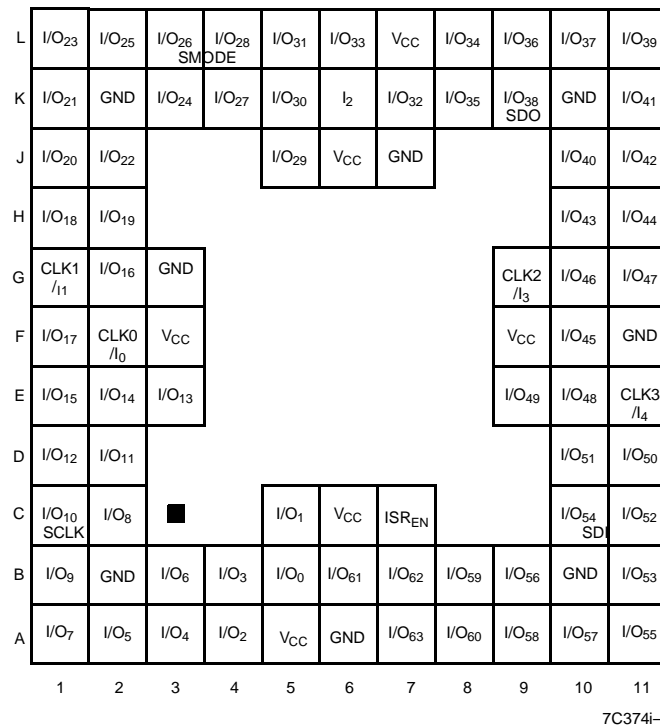 L I/O23 I/O25 I/O26 SMODE I/O28 I/O31 I/O33 VCC I/O34 I/O36 I/O37 I/O39
K I/O21 GND I/O24 I/O27 I/O30 I2 I/O32 I/O35 I/O38 SDO GND I/O41
J I/O20 I/O22 I/O29 VCC GND I/O40 I/O42
H I/O18 I/O19 I/O43 I/O44
G CLK1 /I1 I/O16 GND CLK2 /I3 I/O46 I/O47
F I/O17 CLK0 /I0 VCC VCC I/O45 GND
E I/O15 I/O14 I/O13 I/O49 I/O48 CLK3 /I4
D I/O12 I/O11 I/O51 I/O50
C I/O10 SCLK I/O8 I/O1 VCC ISREN I/O54 SDI I/O52
B I/O9 GND I/O6 I/O3 I/O0 I/O61 I/O62 I/O59 I/O56 GND I/O53
A I/O7 I/O5 I/O4 I/O2 VCC GND I/O63 I/O60 I/O58 I/O57 I/O55
1 2 3 4 5 6 7 8 9 10 11
7C374i–